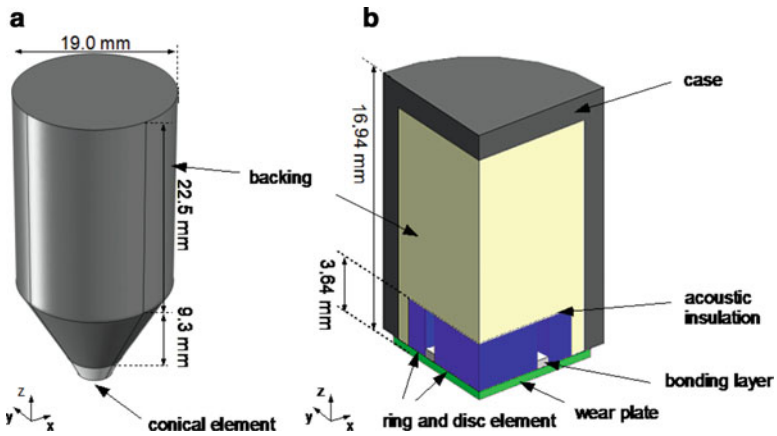 a
19.0 mm
22.5 mm
9.3 mm
z
y
x
conical element
backing
b
16,94 mm
3,64 mm
case
acoustic
insulation
bonding layer
wear plate
ring and disc element
z
y
x